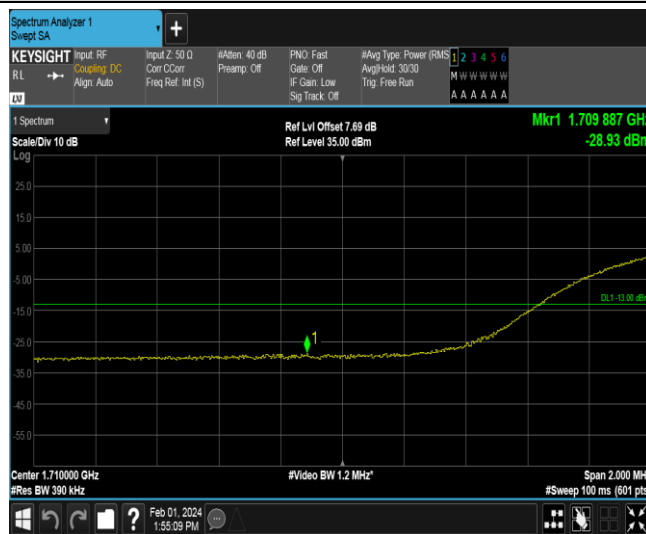 Spectrum Analyzer 1
Swept SA
+
KEYSIGHT
RL
LXI
Input: RF
Coupling: DC
Align: Auto
Input Z: 50 Ω
Corr CCorr
Freq Ref: Int (S)
#Atten: 40 dB
Preamp: Off
PNO: Fast
Gate: Off
IF Gain: Low
Sig Track: Off
#Avg Type: Power (RMS
Avg|Hold: 30/30
Trig: Free Run
1 2 3 4 5 6
M W W W W W
A A A A A A
1 Spectrum
Scale/Div 10 dB
Log
Ref Lvl Offset 7.69 dB
Ref Level 35.00 dBm
Mkr1 1.709 887 GHz
-28.93 dBm
25.0
15.0
5.00
-5.00
DL1 -13.00 dBm
-15.0
-25.0
1
-35.0
-45.0
-55.0
Center 1.710000 GHz
#Res BW 390 kHz
#Video BW 1.2 MHz*
Span 2.000 MHz
#Sweep 100 ms (601 pts)
?
Feb 01, 2024
1:55:09 PM